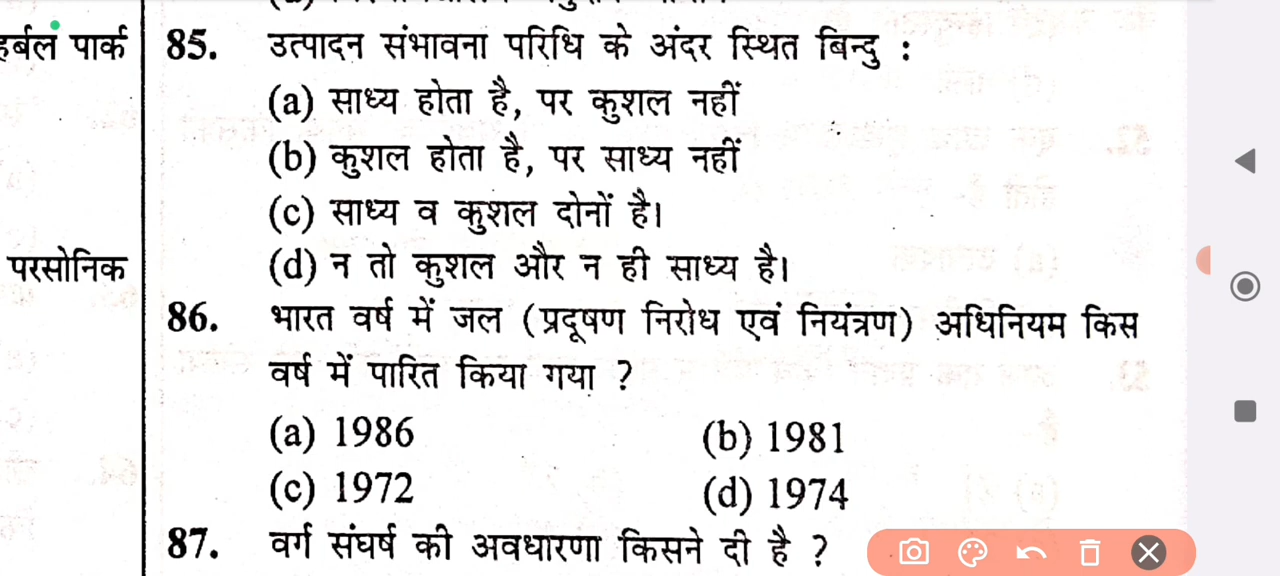 हर्बल पार्क
परसोनिक
85. उत्पादन संभावना परिधि के अंदर स्थित बिन्दु :
(a) साध्य होता है, पर कुशल नहीं
(b) कुशल होता है, पर साध्य नहीं
(c) साध्य व कुशल दोनों है।
(d) न तो कुशल और न ही साध्य है।
86. भारत वर्ष में जल (प्रदूषण निरोध एवं नियंत्रण) अधिनियम किस
वर्ष में पारित किया गया ?
(a) 1986 (b) 1981
(c) 1972 (d) 1974
87. वर्ग संघर्ष की अवधारणा किसने दी है ?